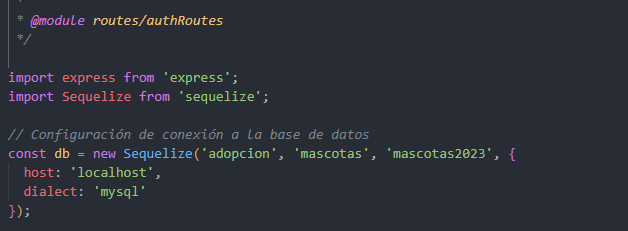 *
* @module routes/authRoutes
*/
import express from 'express';
import Sequelize from 'sequelize';
// Configuración de conexión a la base de datos
const db = new Sequelize('adopcion', 'mascotas', 'mascotas2023', {
host: 'localhost',
dialect: 'mysql'
});